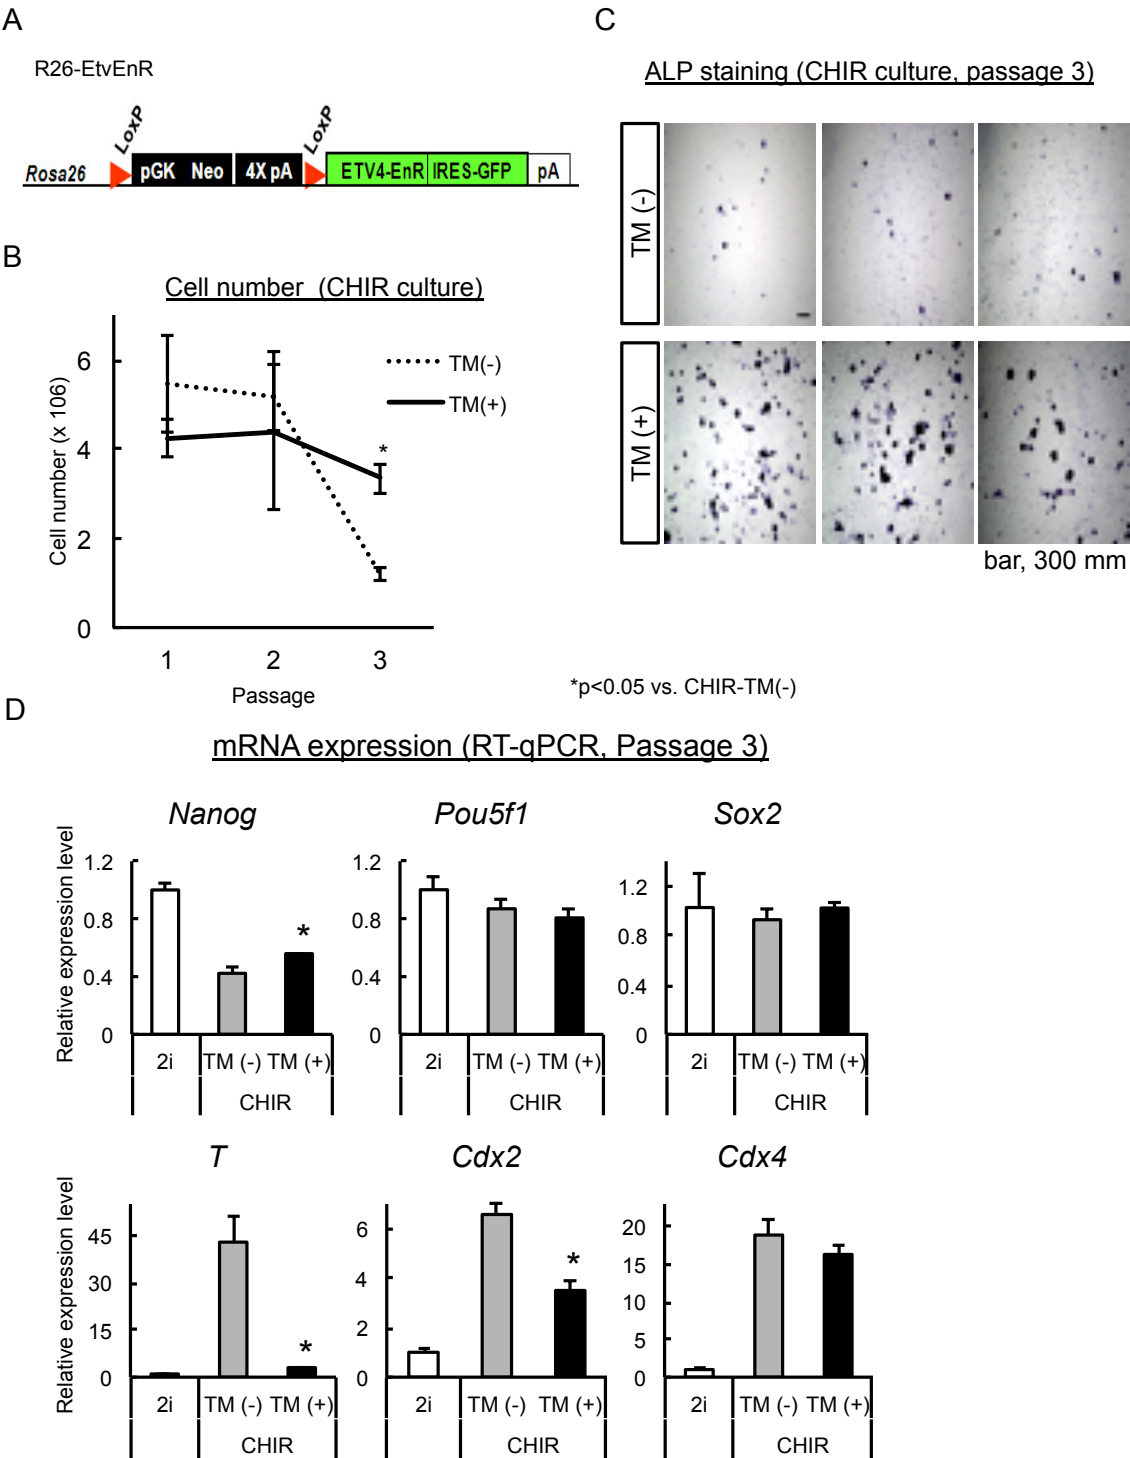 A
R26-EtvEnR
LoxP
LoxP
Rosa26
pGK Neo
4X pA
ETV4-EnR
IRES-GFP
pA
B
Cell number (CHIR culture)
Cell number (x 106)
6
4
2
0
TM(-)
TM(+)
*
1
2
3
Passage
C
ALP staining (CHIR culture, passage 3)
TM (-)
TM (+)
bar, 300 mm
*p<0.05 vs. CHIR-TM(-)
D
mRNA expression (RT-qPCR, Passage 3)
Nanog
Relative expression level
1.2
0.8
0.4
0
*
2i
TM (-)
TM (+)
CHIR
Pou5f1
1.2
0.8
0.4
0
2i
TM (-)
TM (+)
CHIR
Sox2
1.2
0.8
0.4
0
2i
TM (-)
TM (+)
CHIR
T
Relative expression level
45
30
15
0
*
2i
TM (-)
TM (+)
CHIR
Cdx2
6
4
2
0
*
2i
TM (-)
TM (+)
CHIR
Cdx4
20
15
10
5
0
2i
TM (-)
TM (+)
CHIR